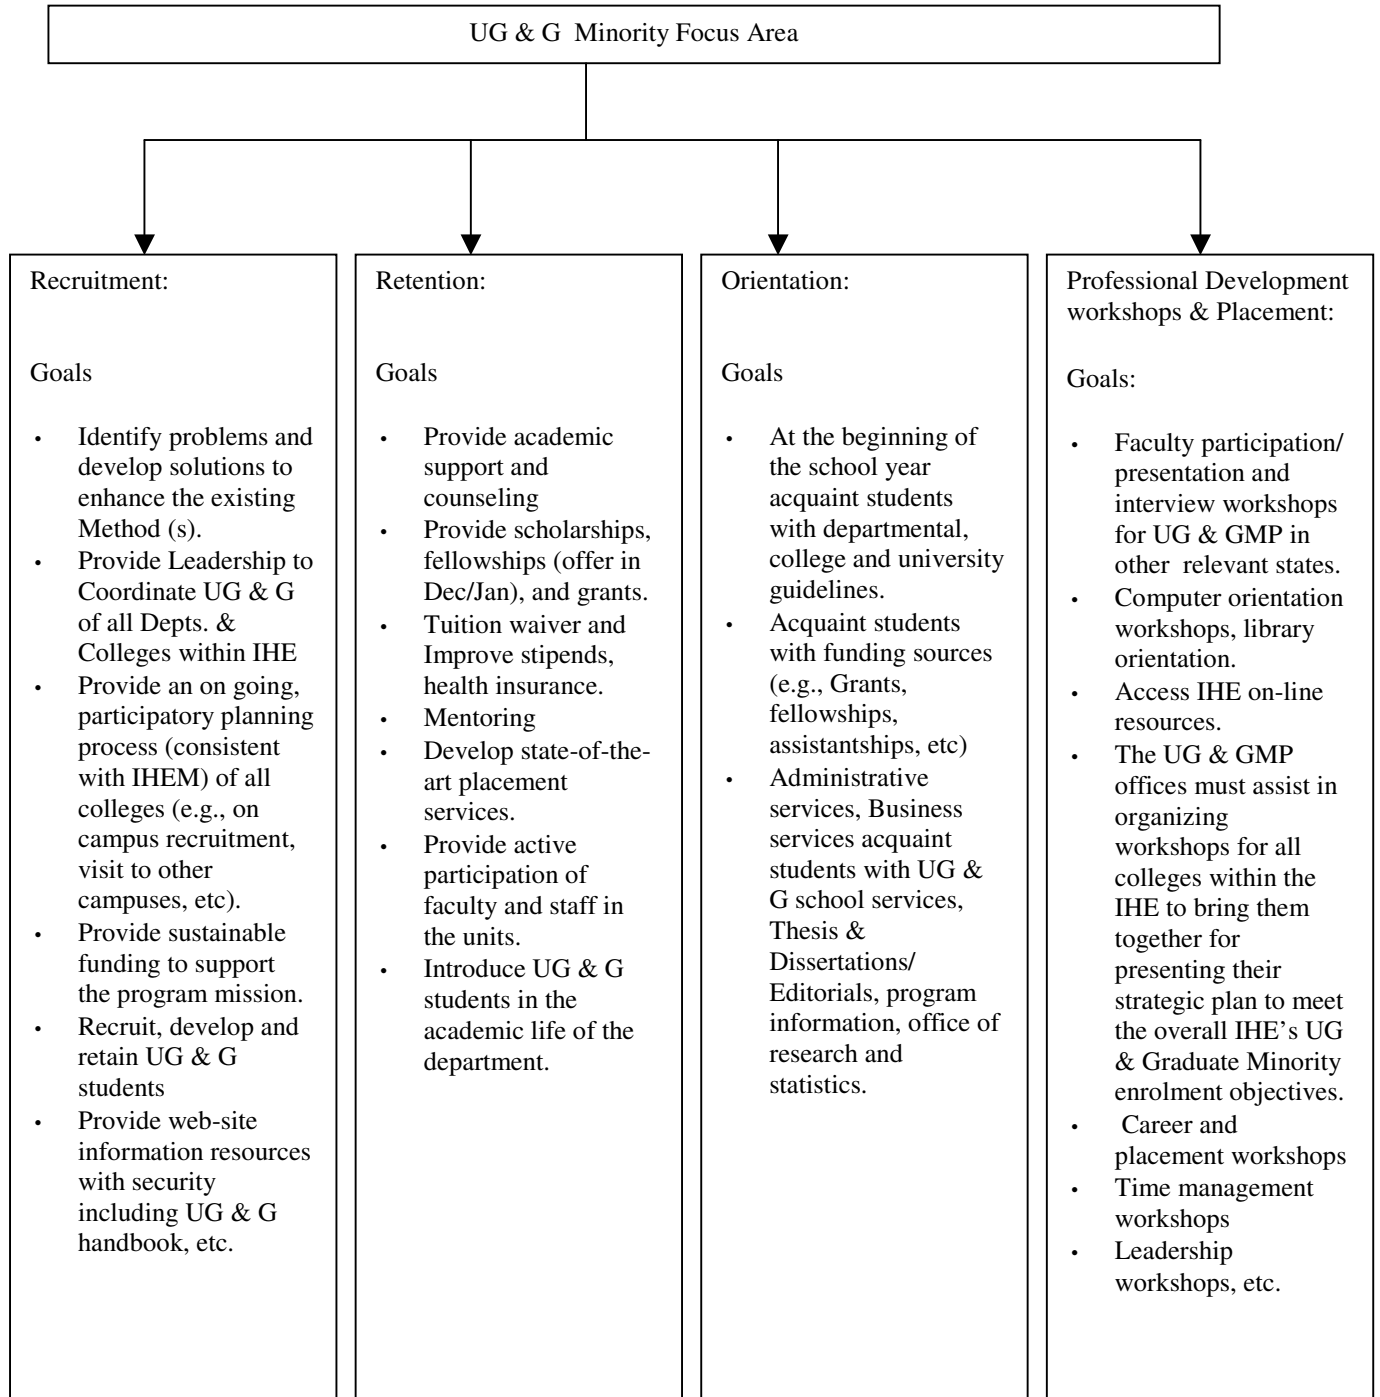 UG & G  Minority Focus Area
Recruitment:
Goals
• Identify problems and
develop solutions to
enhance the existing
Method (s).
• Provide Leadership to
Coordinate UG & G
of all Depts. &
Colleges within IHE
• Provide an on going,
participatory planning
process (consistent
with IHEM) of all
colleges (e.g., on
campus recruitment,
visit to other
campuses, etc).
• Provide sustainable
funding to support
the program mission.
• Recruit, develop and
retain UG & G
students
• Provide web-site
information resources
with security
including UG & G
handbook, etc.
Retention:
Goals
• Provide academic
support and
counseling
• Provide scholarships,
fellowships (offer in
Dec/Jan), and grants.
• Tuition waiver and
Improve stipends,
health insurance.
• Mentoring
• Develop state-of-the-
art placement
services.
• Provide active
participation of
faculty and staff in
the units.
• Introduce UG & G
students in the
academic life of the
department.
Orientation:
Goals
• At the beginning of
the school year
acquaint students
with departmental,
college and university
guidelines.
• Acquaint students
with funding sources
(e.g., Grants,
fellowships,
assistantships, etc)
• Administrative
services, Business
services acquaint
students with UG &
G school services,
Thesis &
Dissertations/
Editorials, program
information, office of
research and
statistics.
Professional Development
workshops & Placement:
Goals:
• Faculty participation/
presentation and
interview workshops
for UG & GMP in
other  relevant states.
• Computer orientation
workshops, library
orientation.
• Access IHE on-line
resources.
• The UG & GMP
offices must assist in
organizing
workshops for all
colleges within the
IHE to bring them
together for
presenting their
strategic plan to meet
the overall IHE’s UG
& Graduate Minority
enrolment objectives.
• Career and
placement workshops
• Time management
workshops
• Leadership
workshops, etc.